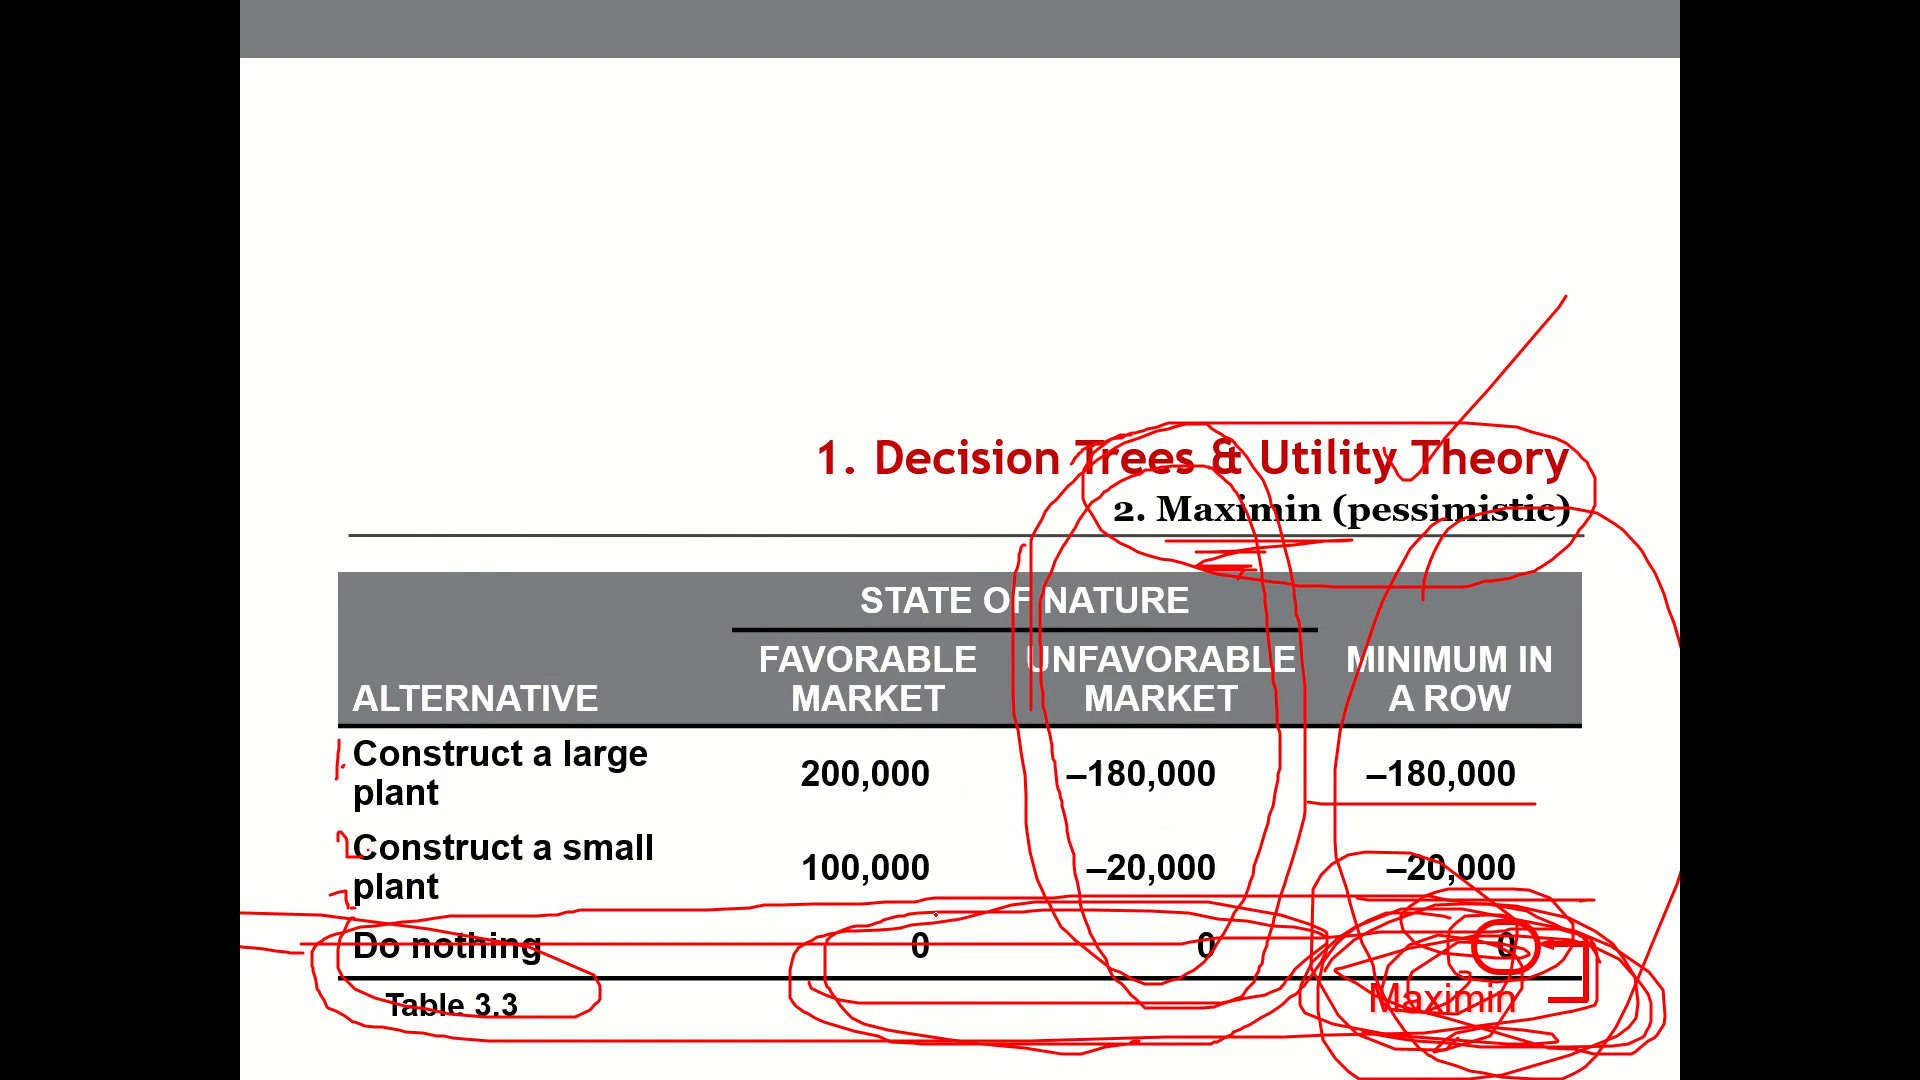 1. Decision Trees & Utility Theory
2. Maximin (pessimistic)
STATE OF NATURE
ALTERNATIVE FAVORABLE MARKET UNFAVORABLE MARKET MINIMUM IN A ROW
1. Construct a large plant 200,000 –180,000 –180,000
2 Construct a small plant 100,000 –20,000 –20,000
Do nothing 0 0 0
Table 3.3 Maximin